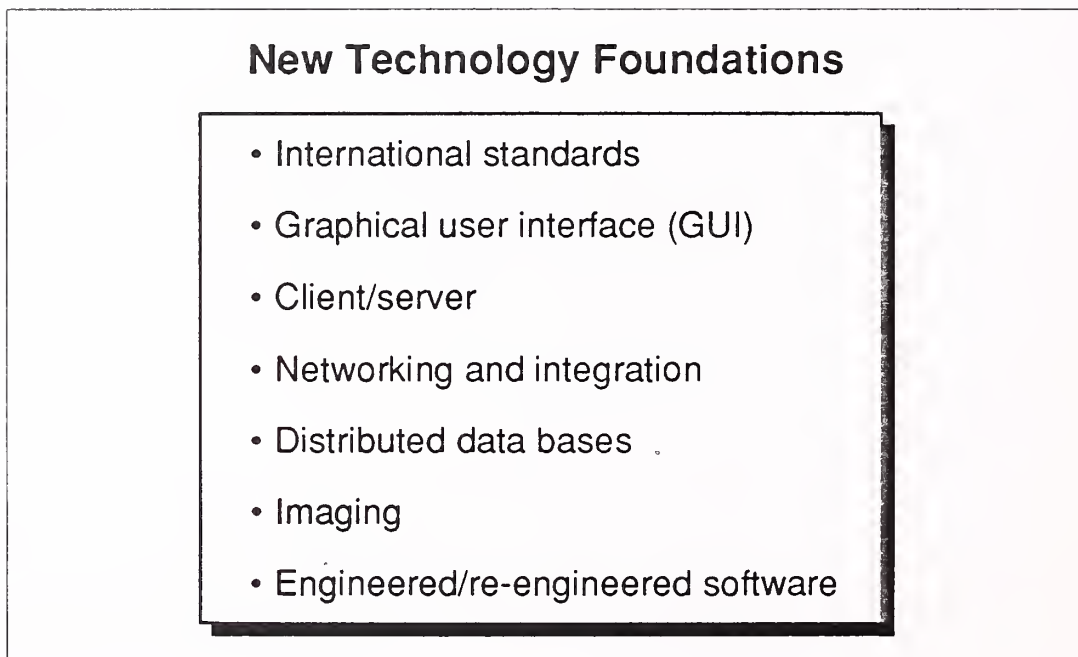 New Technology Foundations
• International standards
• Graphical user interface (GUI)
• Client/server
• Networking and integration
• Distributed data bases
• Imaging
• Engineered/re-engineered software